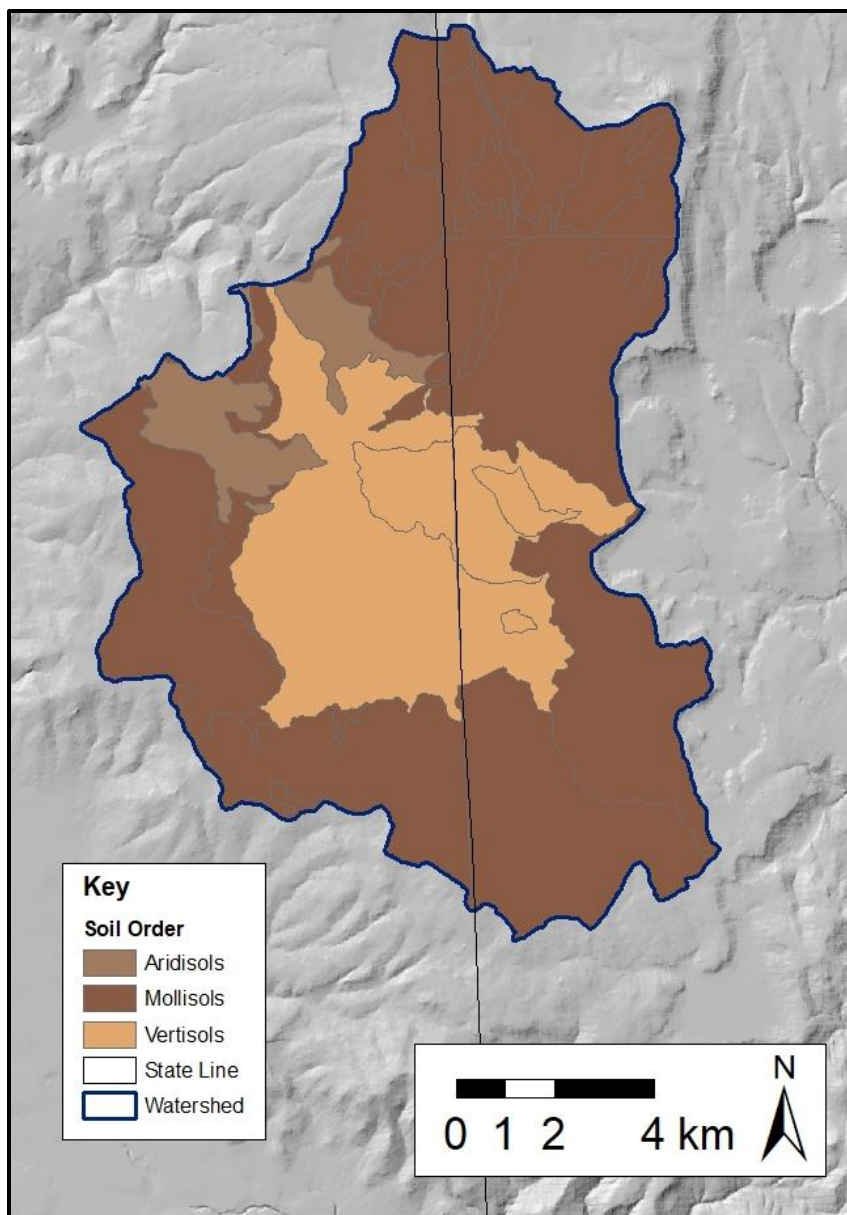 Key
Soil Order
Aridisols
Mollisols
Vertisols
State Line
Watershed
N
0 1 2 4 km